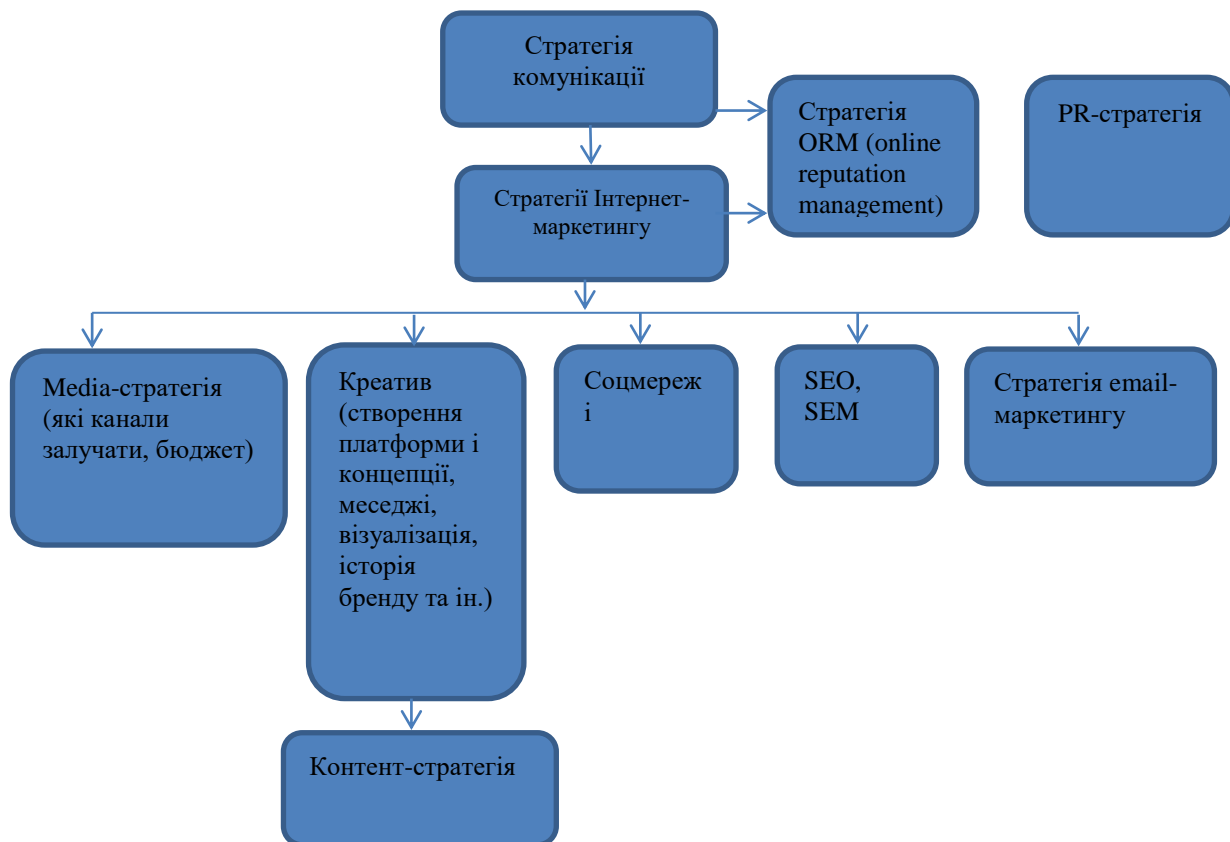 Стратегія
комунікації
Стратегія
ORM (online
reputation
management)
PR-стратегія
Стратегії Інтернет-
маркетингу
Media-стратегія
(які канали
залучати, бюджет)
Креатив
(створення
платформи і
концепції,
меседжі,
візуалізація,
історія
бренду та ін.)
Соцмереж
і
SEO,
SEM
Стратегія email-
маркетингу
Контент-стратегія